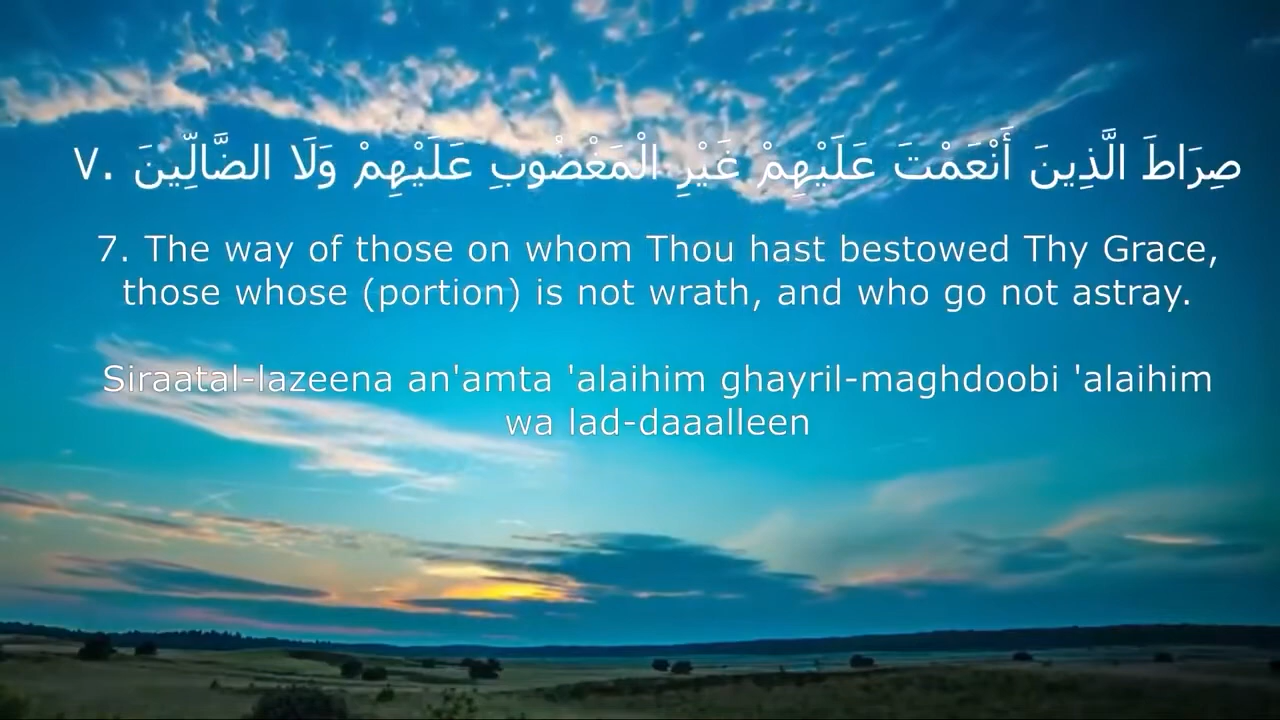 ٧. صِرَاطَ الَّذِينَ أَنْعَمْتَ عَلَيْهِمْ غَيْرِ الْمَغْضُوبِ عَلَيْهِمْ وَلَا الضَّالِّينَ
7. The way of those on whom Thou hast bestowed Thy Grace,
those whose (portion) is not wrath, and who go not astray.
Siraatal-lazeena an'amta 'alaihim ghayril-maghdoobi 'alaihim
wa lad-daaalleen